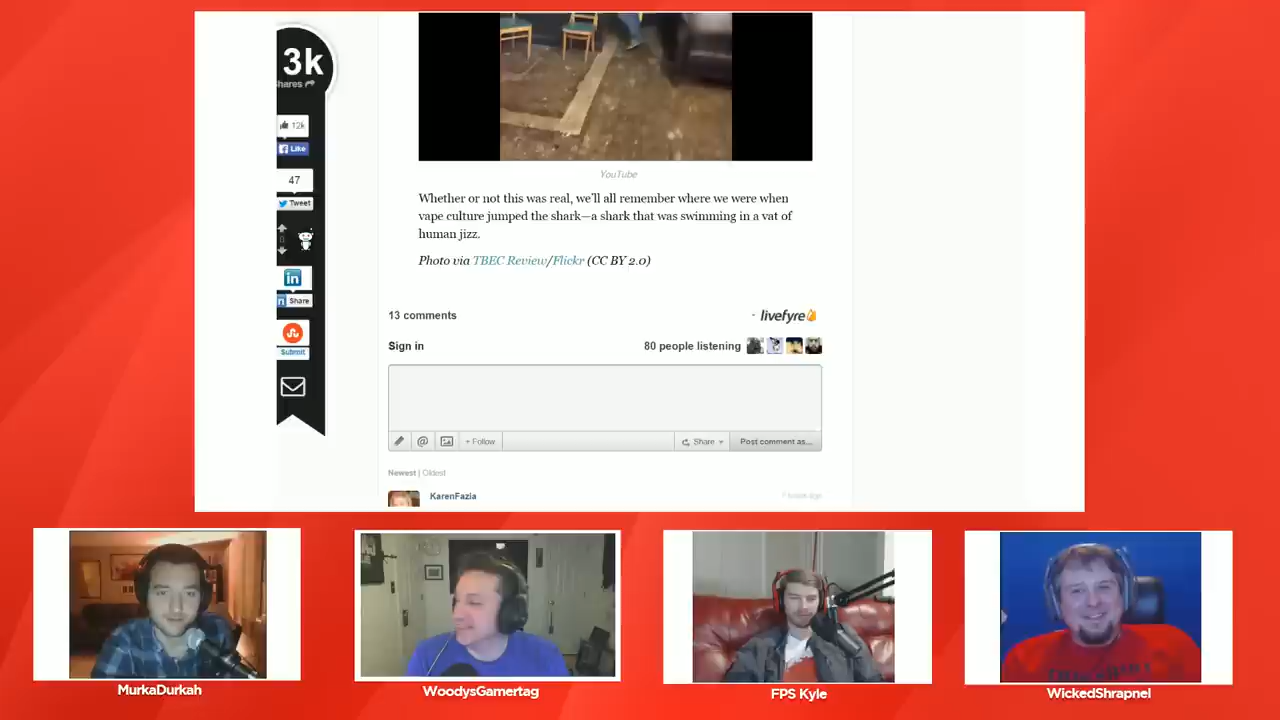 3k
Shares
12k
Like
47
Tweet
0
in
in Share
Submit
YouTube
Whether or not this was real, we'll all remember where we were when
vape culture jumped the shark—a shark that was swimming in a vat of
human jizz.
Photo via TBEC Review/Flickr (CC BY 2.0)
13 comments
livefyre
Sign in
80 people listening
@
+ Follow
Share
Post comment as...
Newest | Oldest
KarenFazia
MurkaDurkah
WoodysGamertag
FPS Kyle
WickedShrapnel